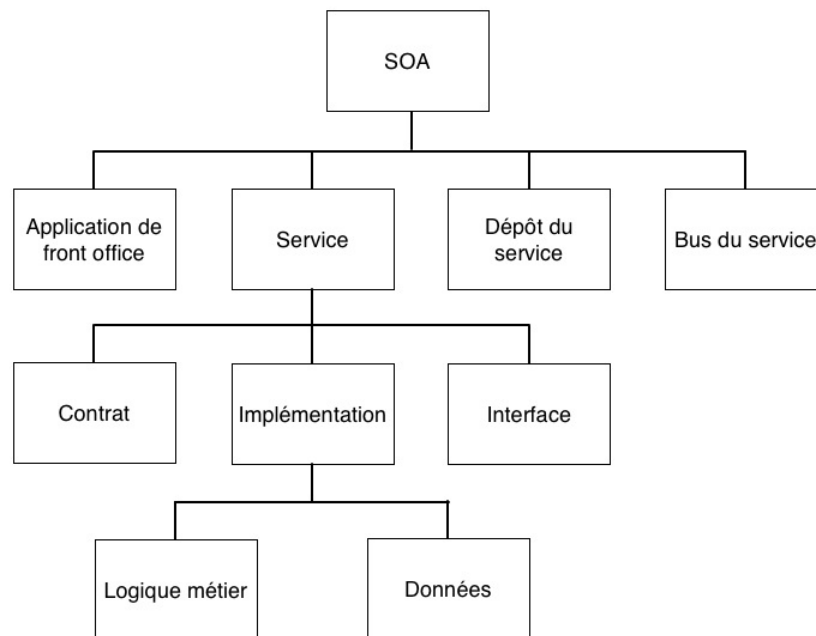 SOA
Application de
front office
Service
Dépôt du
service
Bus du service
Contrat
Implémentation
Interface
Logique métier
Données